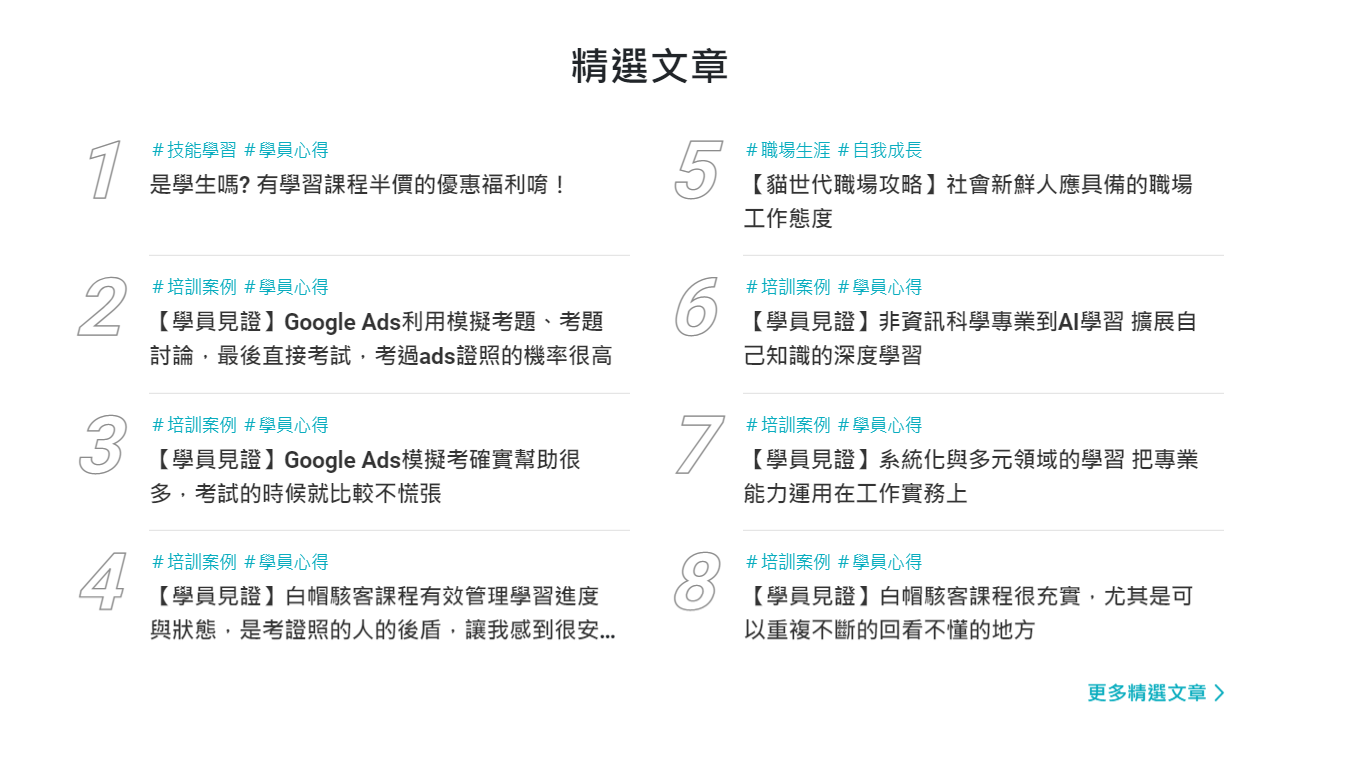 精選文章
1
＃技能學習 ＃學員心得
是學生嗎? 有學習課程半價的優惠福利唷！
2
＃培訓案例 ＃學員心得
【學員見證】Google Ads利用模擬考題、考題
討論，最後直接考試，考過ads證照的機率很高
3
＃培訓案例 ＃學員心得
【學員見證】Google Ads模擬考確實幫助很
多，考試的時候就比較不慌張
4
＃培訓案例 ＃學員心得
【學員見證】白帽駭客課程有效管理學習進度
與狀態，是考證照的人的後盾，讓我感到很安...
5
＃職場生涯 ＃自我成長
【貓世代職場攻略】社會新鮮人應具備的職場
工作態度
6
＃培訓案例 ＃學員心得
【學員見證】非資訊科學專業到AI學習 擴展自
己知識的深度學習
7
＃培訓案例 ＃學員心得
【學員見證】系統化與多元領域的學習 把專業
能力運用在工作實務上
8
＃培訓案例 ＃學員心得
【學員見證】白帽駭客課程很充實，尤其是可
以重複不斷的回看不懂的地方
更多精選文章